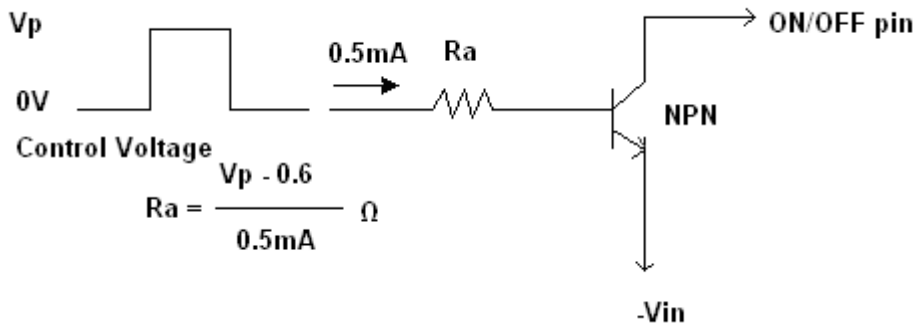 Vp
ON/OFF pin
0.5mA Ra
0V
NPN
Control Voltage
Vp - 0.6
Ra = Ω
0.5mA
-Vin